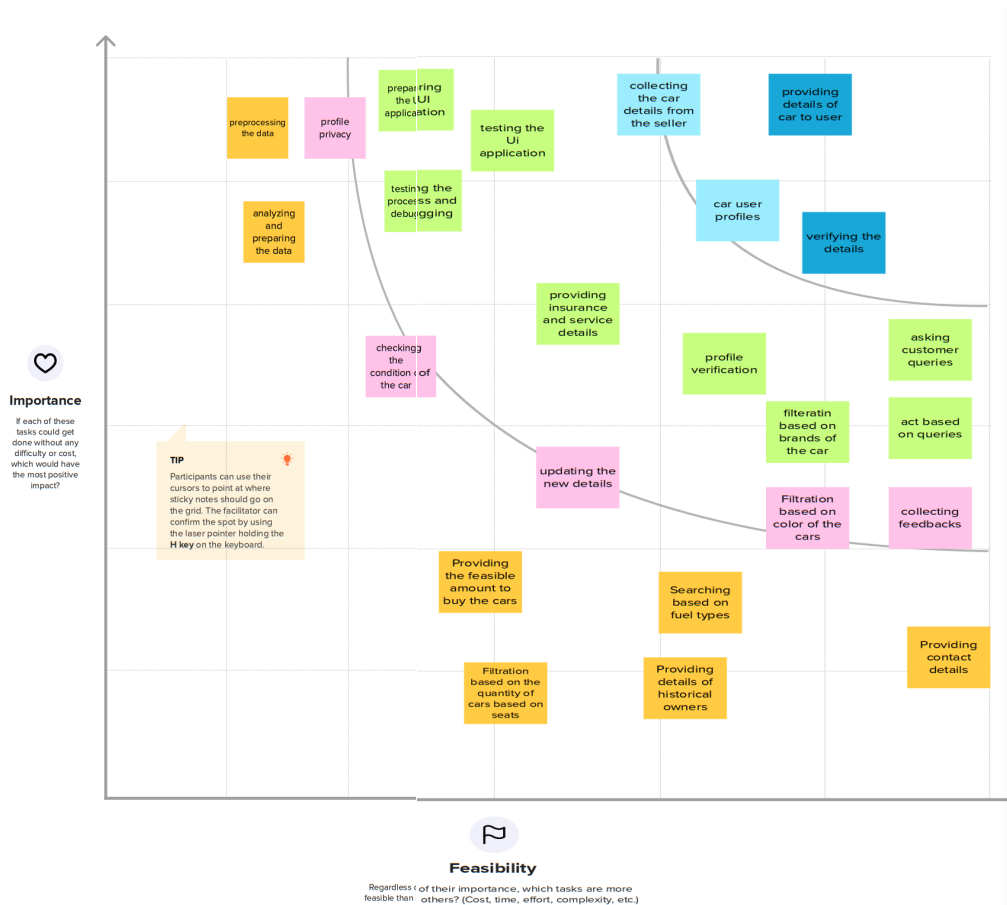 preprocessing
the data
profile
privacy
preparing
the UI
application
testing the
Ui
application
collecting
the car
details from
the seller
providing
details of
car to user
analyzing
and
preparing
the data
testing the
process and
debugging
car user
profiles
verifying the
details
providing
insurance
and service
details
checkingg
the
condition of
the car
profile
verification
asking
customer
queries
filteratin
based on
brands of
the car
act based
on queries
updating the
new details
Filtration
based on
color of the
cars
collecting
feedbacks
Importance
If each of these
tasks could get
done without any
difficulty or cost,
which would have
the most positive
impact?
TIP
Participants can use their
cursors to point at where
sticky notes should go on
the grid. The facilitator can
confirm the spot by using
the laser pointer holding the
H key on the keyboard.
Providing
the feasible
amount to
buy the cars
Searching
based on
fuel types
Providing
contact
details
Filtration
based on the
quantity of
cars based on
seats
Providing
details of
historical
owners
Feasibility
Regardless of their importance, which tasks are more
feasible than others? (Cost, time, effort, complexity, etc.)